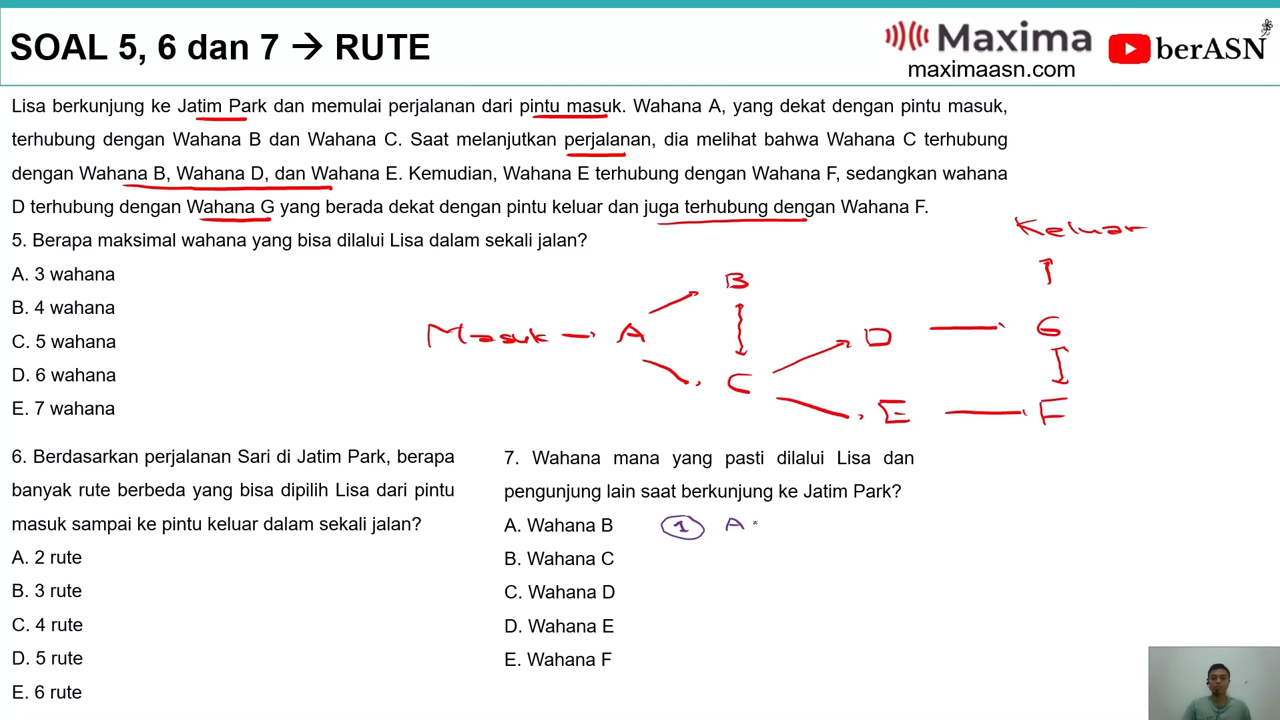 SOAL 5, 6 dan 7 → RUTE
Maxima
maximaasn.com
berASN
Lisa berkunjung ke Jatim Park dan memulai perjalanan dari pintu masuk. Wahana A, yang dekat dengan pintu masuk,
terhubung dengan Wahana B dan Wahana C. Saat melanjutkan perjalanan, dia melihat bahwa Wahana C terhubung
dengan Wahana B, Wahana D, dan Wahana E. Kemudian, Wahana E terhubung dengan Wahana F, sedangkan wahana
D terhubung dengan Wahana G yang berada dekat dengan pintu keluar dan juga terhubung dengan Wahana F.
5. Berapa maksimal wahana yang bisa dilalui Lisa dalam sekali jalan?
A. 3 wahana
B. 4 wahana
C. 5 wahana
D. 6 wahana
E. 7 wahana
Keluar
B
Masuk → A D G
C
E F
6. Berdasarkan perjalanan Sari di Jatim Park, berapa
banyak rute berbeda yang bisa dipilih Lisa dari pintu
masuk sampai ke pintu keluar dalam sekali jalan?
A. 2 rute
B. 3 rute
C. 4 rute
D. 5 rute
E. 6 rute
7. Wahana mana yang pasti dilalui Lisa dan
pengunjung lain saat berkunjung ke Jatim Park?
A. Wahana B
B. Wahana C
C. Wahana D
D. Wahana E
E. Wahana F
1 A